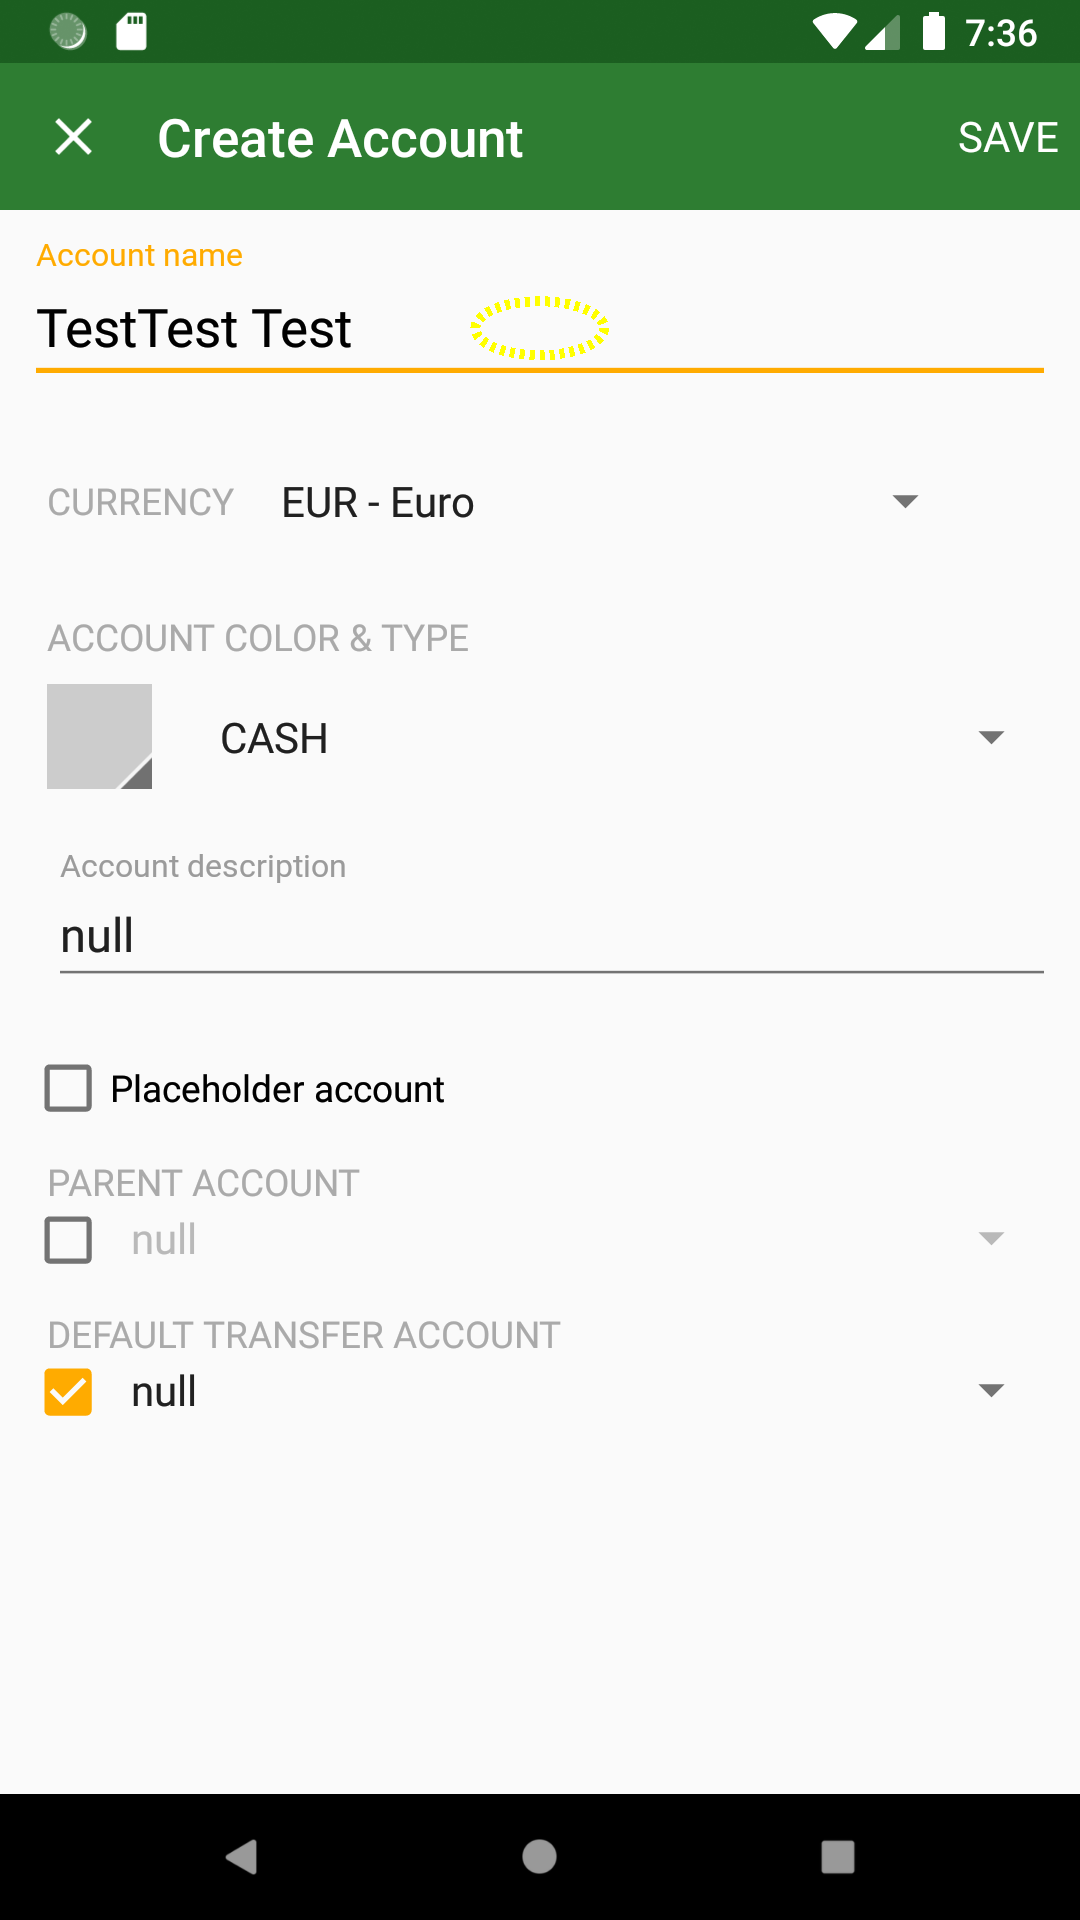 7:36
Create Account
SAVE
Account name
TestTest Test
CURRENCY EUR - Euro
ACCOUNT COLOR & TYPE
CASH
Account description
null
Placeholder account
PARENT ACCOUNT
null
DEFAULT TRANSFER ACCOUNT
null